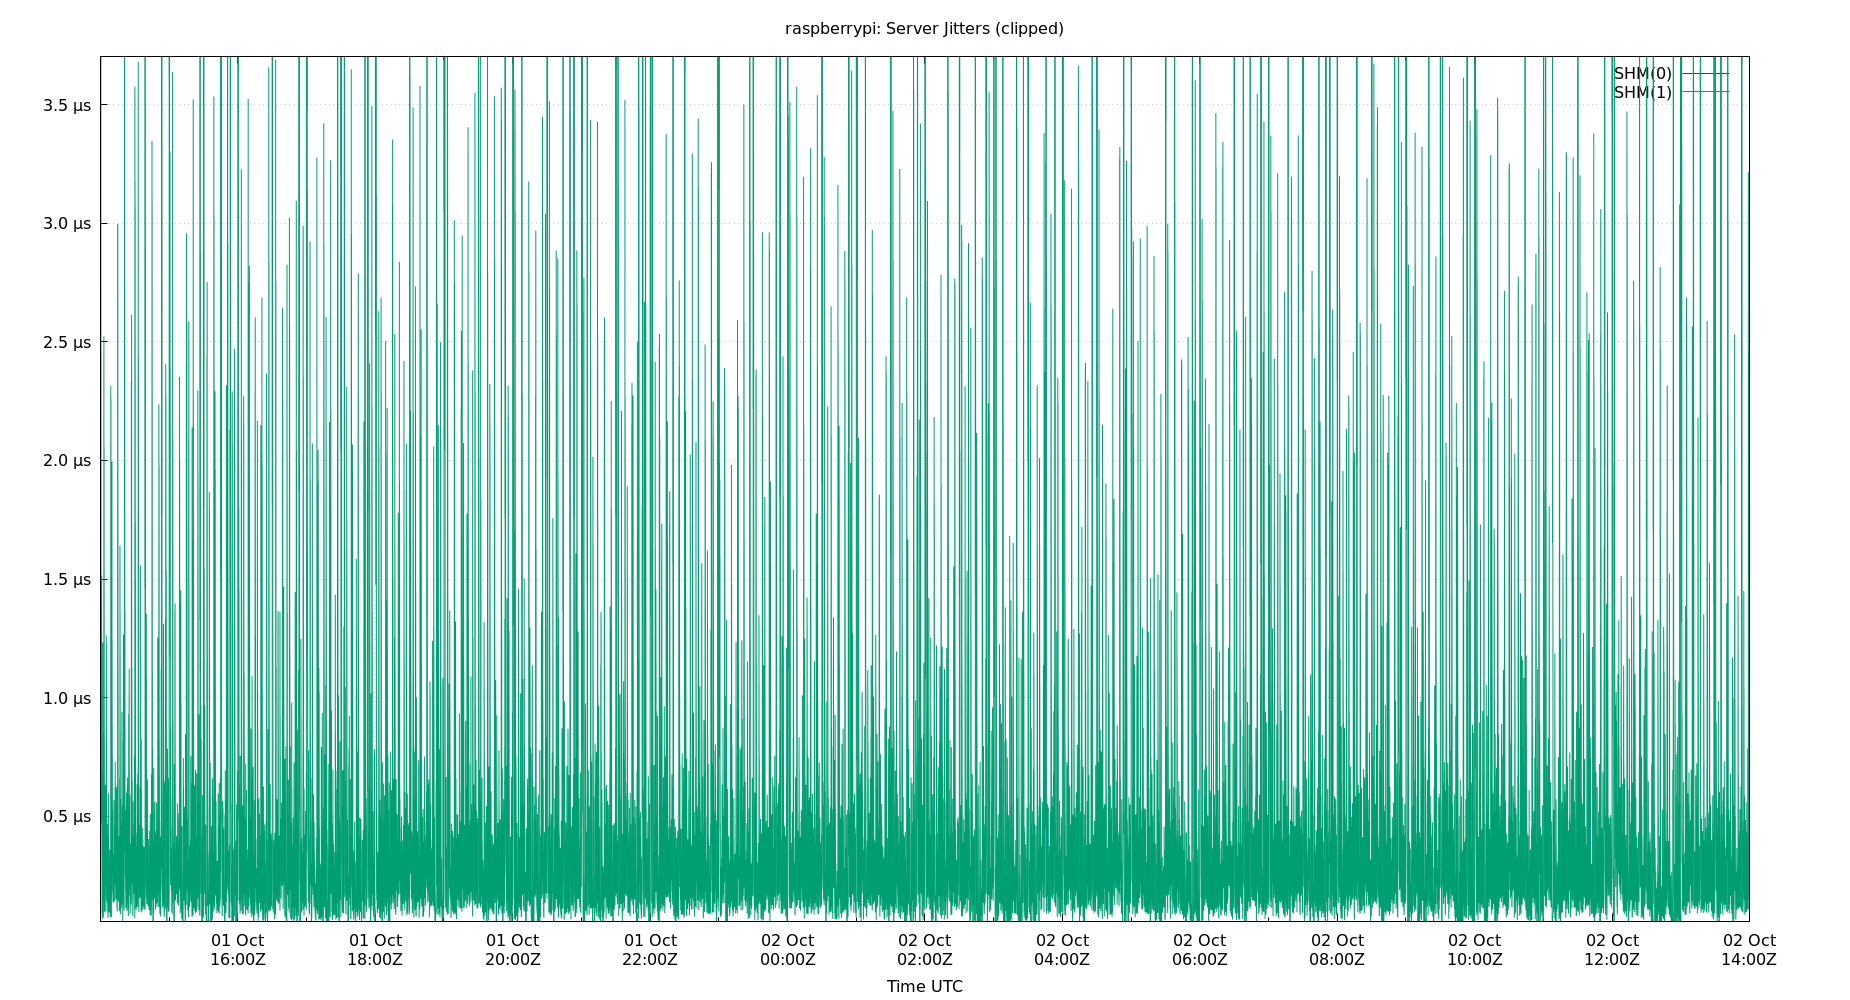 raspberrypi: Server Jitters (clipped)
SHM(0)
SHM(1)
3.5 µs
3.0 µs
2.5 µs
2.0 µs
1.5 µs
1.0 µs
0.5 µs
01 Oct 01 Oct 01 Oct 01 Oct 02 Oct 02 Oct 02 Oct 02 Oct 02 Oct 02 Oct 02 Oct 02 Oct
16:00Z 18:00Z 20:00Z 22:00Z 00:00Z 02:00Z 04:00Z 06:00Z 08:00Z 10:00Z 12:00Z 14:00Z
Time UTC